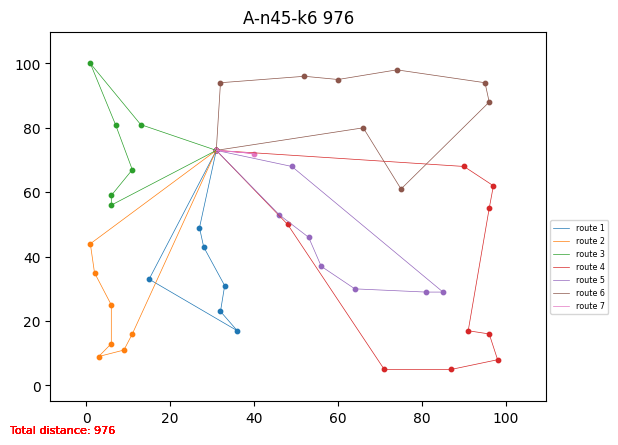 A-n45-k6 976
100
80
60
40
20
0
0 20 40 60 80 100
route 1
route 2
route 3
route 4
route 5
route 6
route 7
Total distance: 976